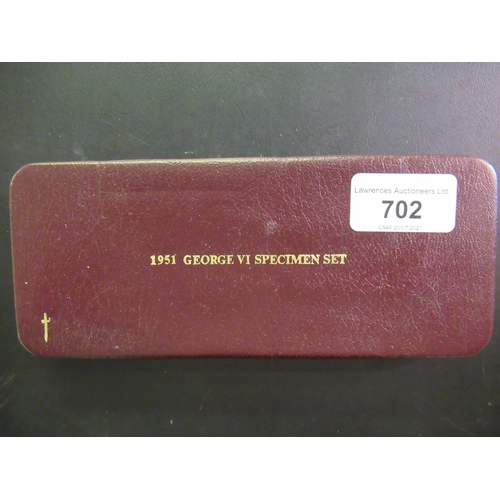 Lawrences Auctioneers Ltd
702
1951 GEORGE VI SPECIMEN SET